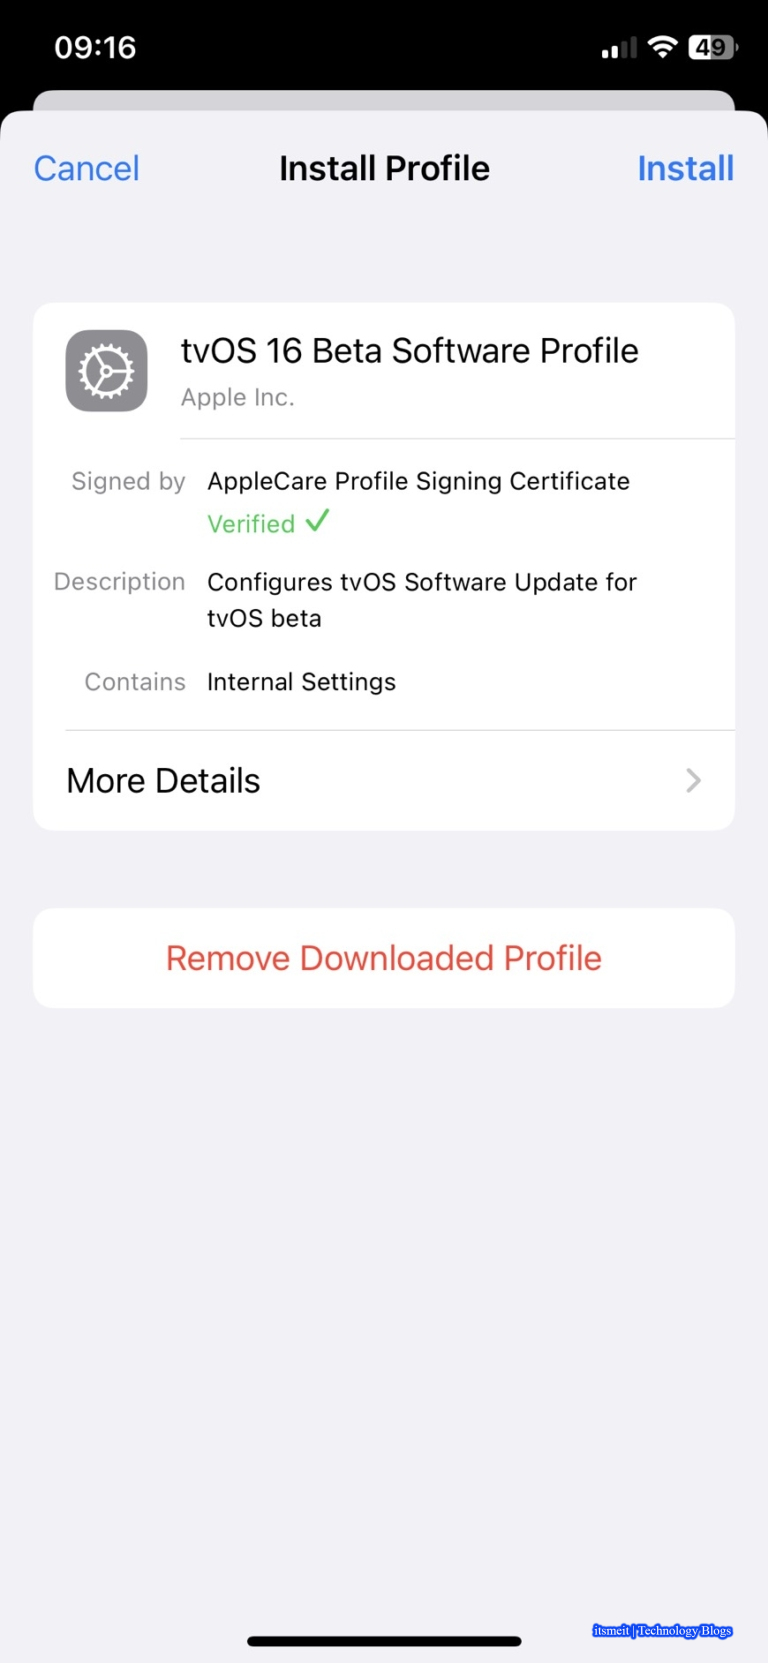 09:16
49
Cancel
Install Profile
Install
tvOS 16 Beta Software Profile
Apple Inc.
Signed by
AppleCare Profile Signing Certificate
Verified ✓
Description
Configures tvOS Software Update for
tvOS beta
Contains
Internal Settings
More Details
Remove Downloaded Profile
itsmeit | Technology Blogs